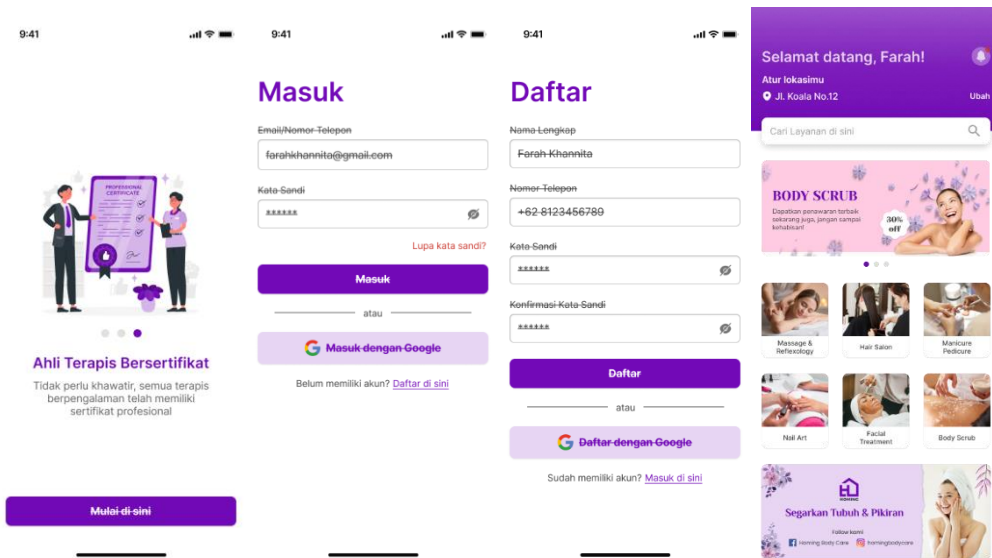 9:41
PROFESSIONAL
CERTIFICATE
Ahli Terapis Bersertifikat
Tidak perlu khawatir, semua terapis
berpengalaman telah memiliki
sertifikat profesional
Mulai di sini
9:41
Masuk
Email/Nomor Telepon
farahkhannita@gmail.com
Kata Sandi
******
Lupa kata sandi?
Masuk
atau
Masuk dengan Google
Belum memiliki akun? Daftar di sini
9:41
Daftar
Nama Lengkap
Farah Khannita
Nomor Telepon
+62 8123456789
Kata Sandi
******
Konfirmasi Kata Sandi
******
Daftar
atau
Daftar dengan Google
Sudah memiliki akun? Masuk di sini
Selamat datang, Farah!
Atur lokasimu
Jl. Koala No.12
Ubah
Cari Layanan di sini
BODY SCRUB
Dapatkan penawaran terbaik
sekarang juga, jangan sampai
kehabisan!
30%
off
Massage &
Reflexology
Hair Salon
Manicure
Pedicure
Nail Art
Facial
Treatment
Body Scrub
HOMING
Segarkan Tubuh & Pikiran
Follow kami
Homing Body Care
homingbodycare